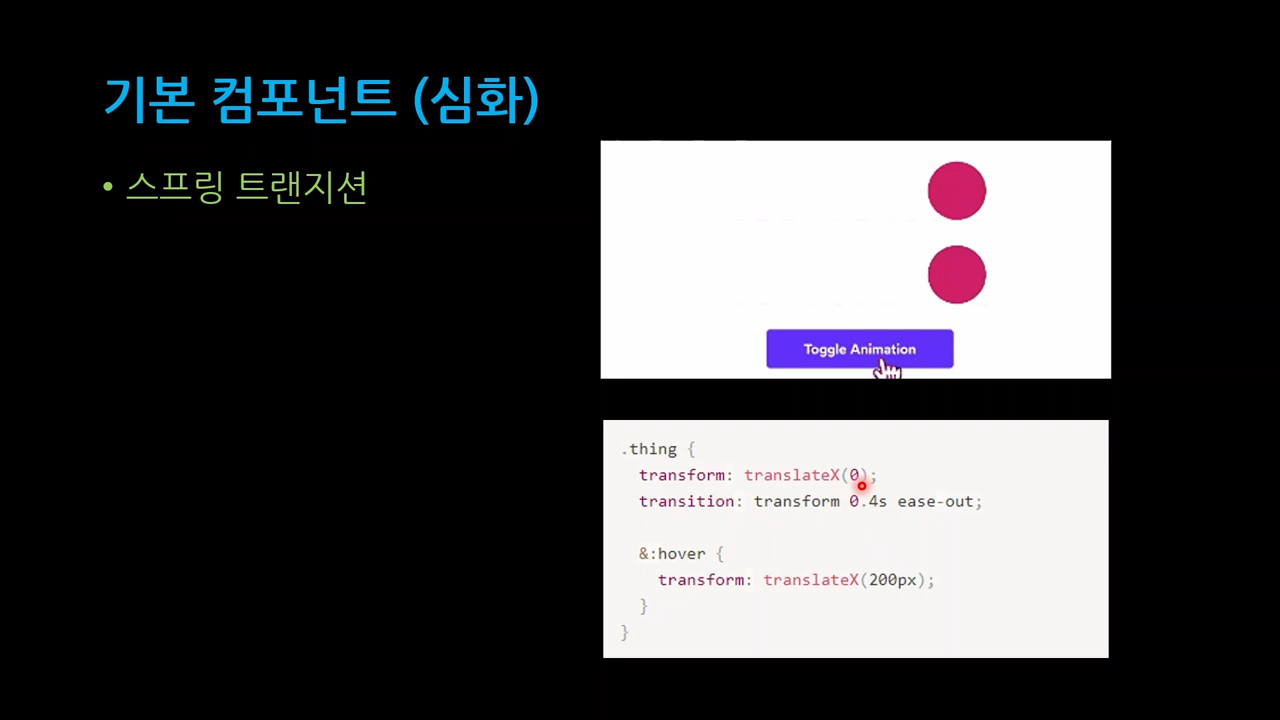 기본 컴포넌트 (심화)
• 스프링 트랜지션
Toggle Animation
.thing {
transform: translateX(0);
transition: transform 0.4s ease-out;
&:hover {
transform: translateX(200px);
}
}